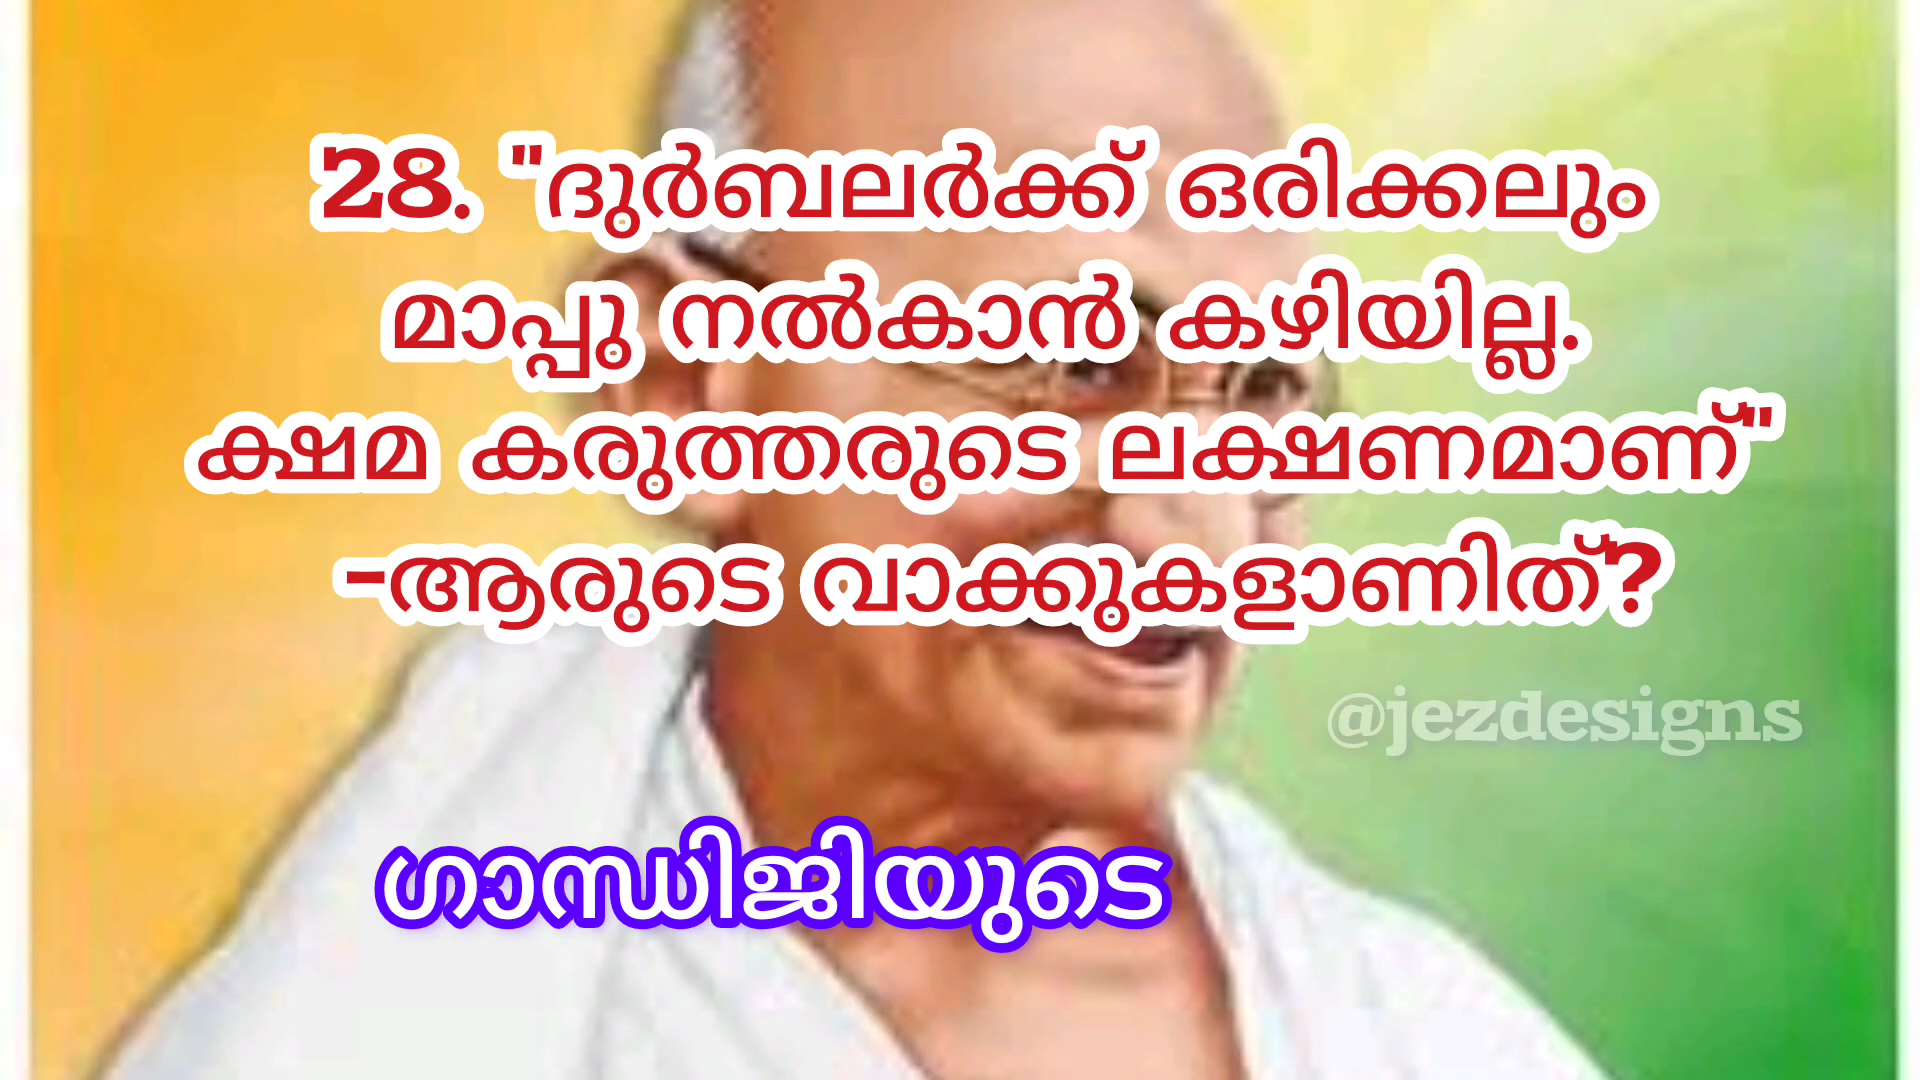 28. "ദുർബലർക്ക് ഒരിക്കലും
മാപ്പു നൽകാൻ കഴിയില്ല.
ക്ഷമ കരുത്തരുടെ ലക്ഷണമാണ്"
-ആരുടെ വാക്കുകളാണിത്?
@jezdesigns
ഗാന്ധിജിയുടെ